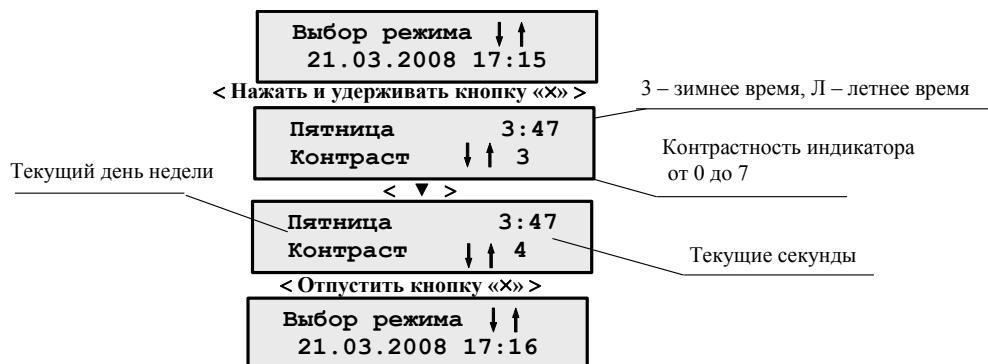 Выбор режима ↓↑
21.03.2008 17:15
< Нажать и удерживать кнопку «×» >
3 – зимнее время, Л – летнее время
Пятница 3:47
Контраст ↓↑ 3
Контрастность индикатора
от 0 до 7
Текущий день недели
< ▼ >
Пятница 3:47
Контраст ↓↑ 4
Текущие секунды
< Отпустить кнопку «×» >
Выбор режима ↓↑
21.03.2008 17:16